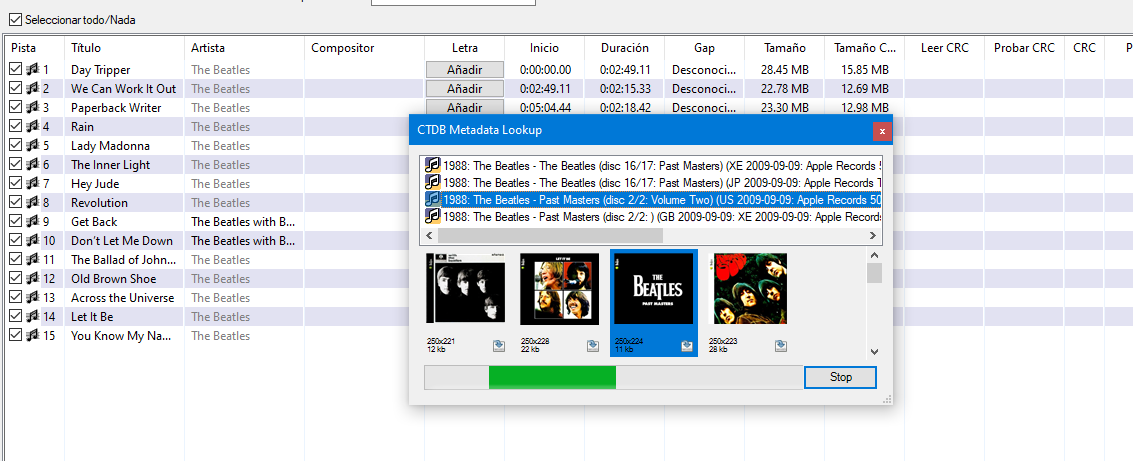 Seleccionar todo/Nada
Pista Título Artista Compositor Letra Inicio Duración Gap Tamaño Tamaño C... Leer CRC Probar CRC CRC P
1 Day Tripper The Beatles Añadir 0:00:00.00 0:02:49.11 Desconoci... 28.45 MB 15.85 MB
2 We Can Work It Out The Beatles Añadir 0:02:49.11 0:02:15.33 Desconoci... 22.78 MB 12.69 MB
3 Paperback Writer The Beatles Añadir 0:05:04.44 0:02:18.42 Desconoci... 23.30 MB 12.98 MB
4 Rain The Beatles
5 Lady Madonna The Beatles
6 The Inner Light The Beatles
7 Hey Jude The Beatles
8 Revolution The Beatles
9 Get Back The Beatles with B...
10 Don't Let Me Down The Beatles with B...
11 The Ballad of John... The Beatles
12 Old Brown Shoe The Beatles
13 Across the Universe The Beatles
14 Let It Be The Beatles
15 You Know My Na... The Beatles
CTDB Metadata Lookup
1988: The Beatles - The Beatles (disc 16/17: Past Masters) (XE 2009-09-09: Apple Records 5
1988: The Beatles - The Beatles (disc 16/17: Past Masters) (JP 2009-09-09: Apple Records T
1988: The Beatles - Past Masters (disc 2/2: Volume Two) (US 2009-09-09: Apple Records 50
1988: The Beatles - Past Masters (disc 2/2: ) (GB 2009-09-09: XE 2009-09-09: Apple Records
LET IT BE
THE
BEATLES
PAST MASTERS
250x221 250x228 250x224 250x223
12 kb 22 kb 11 kb 28 kb
Stop